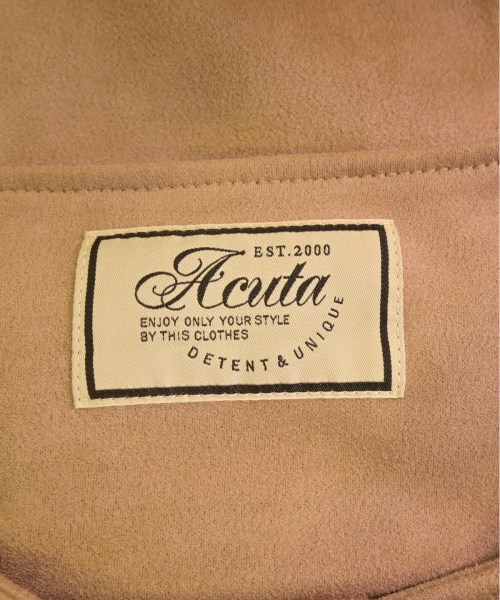 EST.2000
Acuta
ENJOY ONLY YOUR STYLE
BY THIS CLOTHES
DETENT & UNIQUE